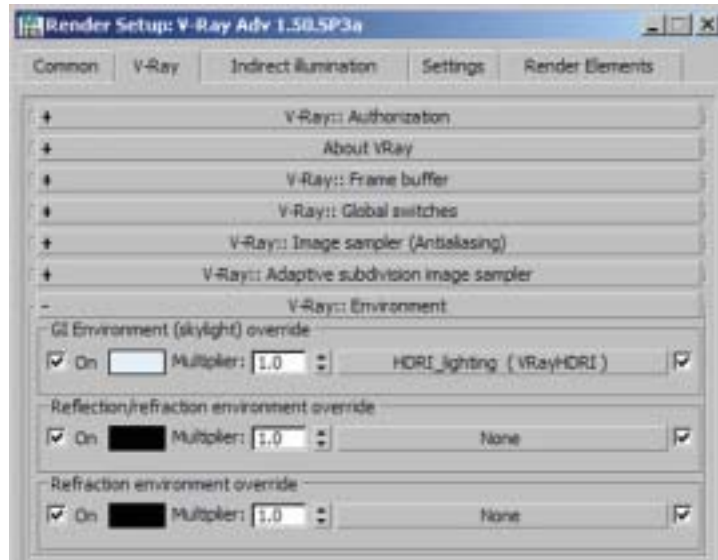 Render Setup: V-Ray Adv 1.50.SP3a
Common V-Ray Indirect illumination Settings Render Elements
+ V-Ray:: Authorization
+ About VRay
+ V-Ray:: Frame buffer
+ V-Ray:: Global switches
+ V-Ray:: Image sampler (Antialiasing)
+ V-Ray:: Adaptive subdivision image sampler
- V-Ray:: Environment
GI Environment (skylight) override
On Multiplier: 1.0 HDRI_lighting ( VRayHDRI )
Reflection/refraction environment override
On Multiplier: 1.0 None
Refraction environment override
On Multiplier: 1.0 None